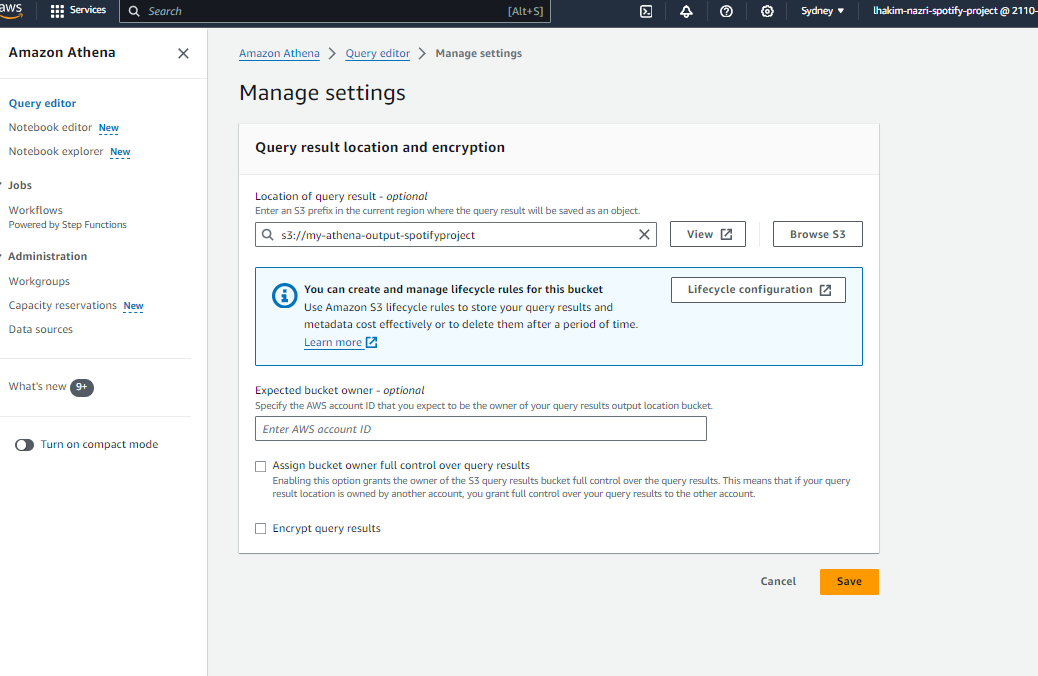 aws
Services
Search
[Alt+S]
Sydney
lhakim-nazri-spotify-project @ 2110-
Amazon Athena
Query editor
Notebook editor New
Notebook explorer New
Jobs
Workflows
Powered by Step Functions
Administration
Workgroups
Capacity reservations New
Data sources
What's new 9+
Turn on compact mode
Amazon Athena > Query editor > Manage settings
Manage settings
Query result location and encryption
Location of query result - optional
Enter an S3 prefix in the current region where the query result will be saved as an object.
s3://my-athena-output-spotifyproject
View
Browse S3
You can create and manage lifecycle rules for this bucket
Use Amazon S3 lifecycle rules to store your query results and
metadata cost effectively or to delete them after a period of time.
Learn more
Lifecycle configuration
Expected bucket owner - optional
Specify the AWS account ID that you expect to be the owner of your query results output location bucket.
Enter AWS account ID
Assign bucket owner full control over query results
Enabling this option grants the owner of the S3 query results bucket full control over the query results. This means that if your query
result location is owned by another account, you grant full control over your query results to the other account.
Encrypt query results
Cancel
Save